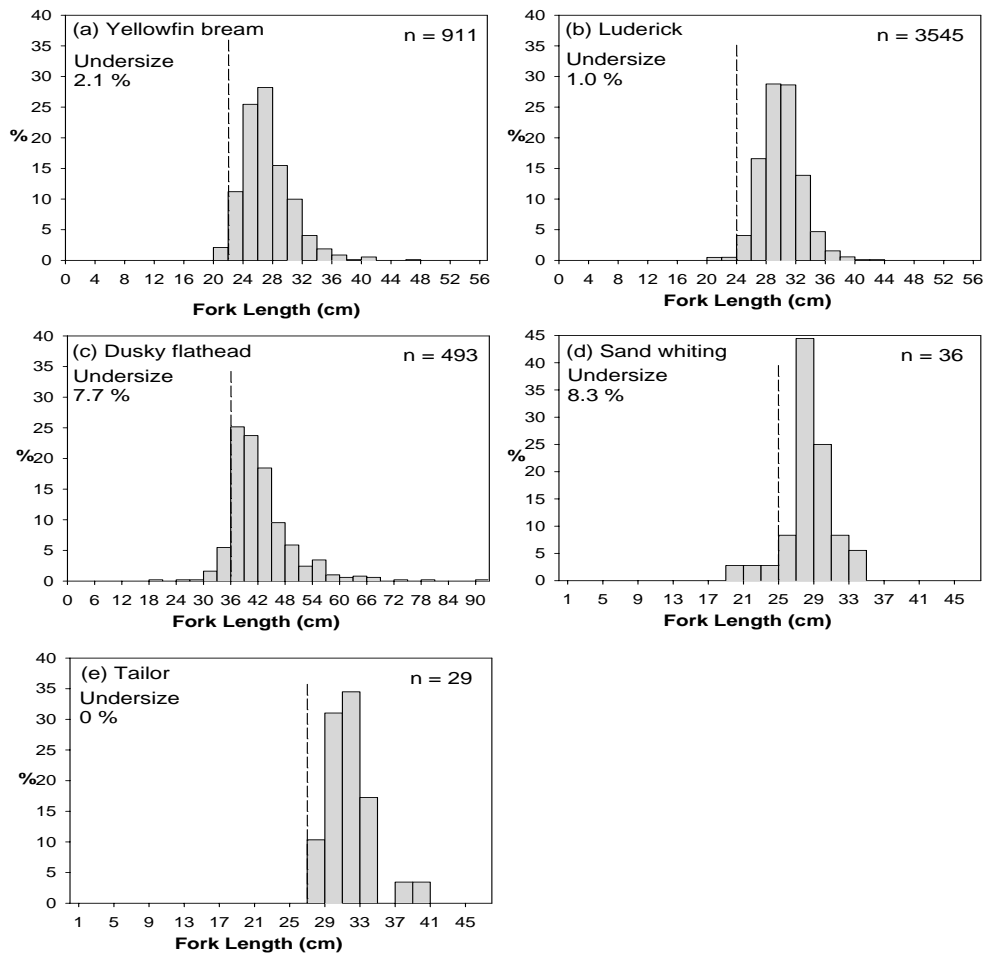 (a) Yellowfin bream
n = 911
Undersize
2.1 %
40
35
30
25
20
15
10
5
0
%
0 4 8 12 16 20 24 28 32 36 40 44 48 52 56
Fork Length (cm)
(b) Luderick
n = 3545
Undersize
1.0 %
40
35
30
25
20
15
10
5
0
%
0 4 8 12 16 20 24 28 32 36 40 44 48 52 56
Fork Length (cm)
(c) Dusky flathead
n = 493
Undersize
7.7 %
40
35
30
25
20
15
10
5
0
%
0 6 12 18 24 30 36 42 48 54 60 66 72 78 84 90
Fork Length (cm)
(d) Sand whiting
n = 36
Undersize
8.3 %
45
40
35
30
25
20
15
10
5
0
%
1 5 9 13 17 21 25 29 33 37 41 45
Fork Length (cm)
(e) Tailor
n = 29
Undersize
0 %
40
35
30
25
20
15
10
5
0
%
1 5 9 13 17 21 25 29 33 37 41 45
Fork Length (cm)